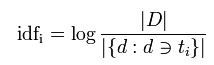 idf_i = log |D| / |{d : d ∋ t_i}|